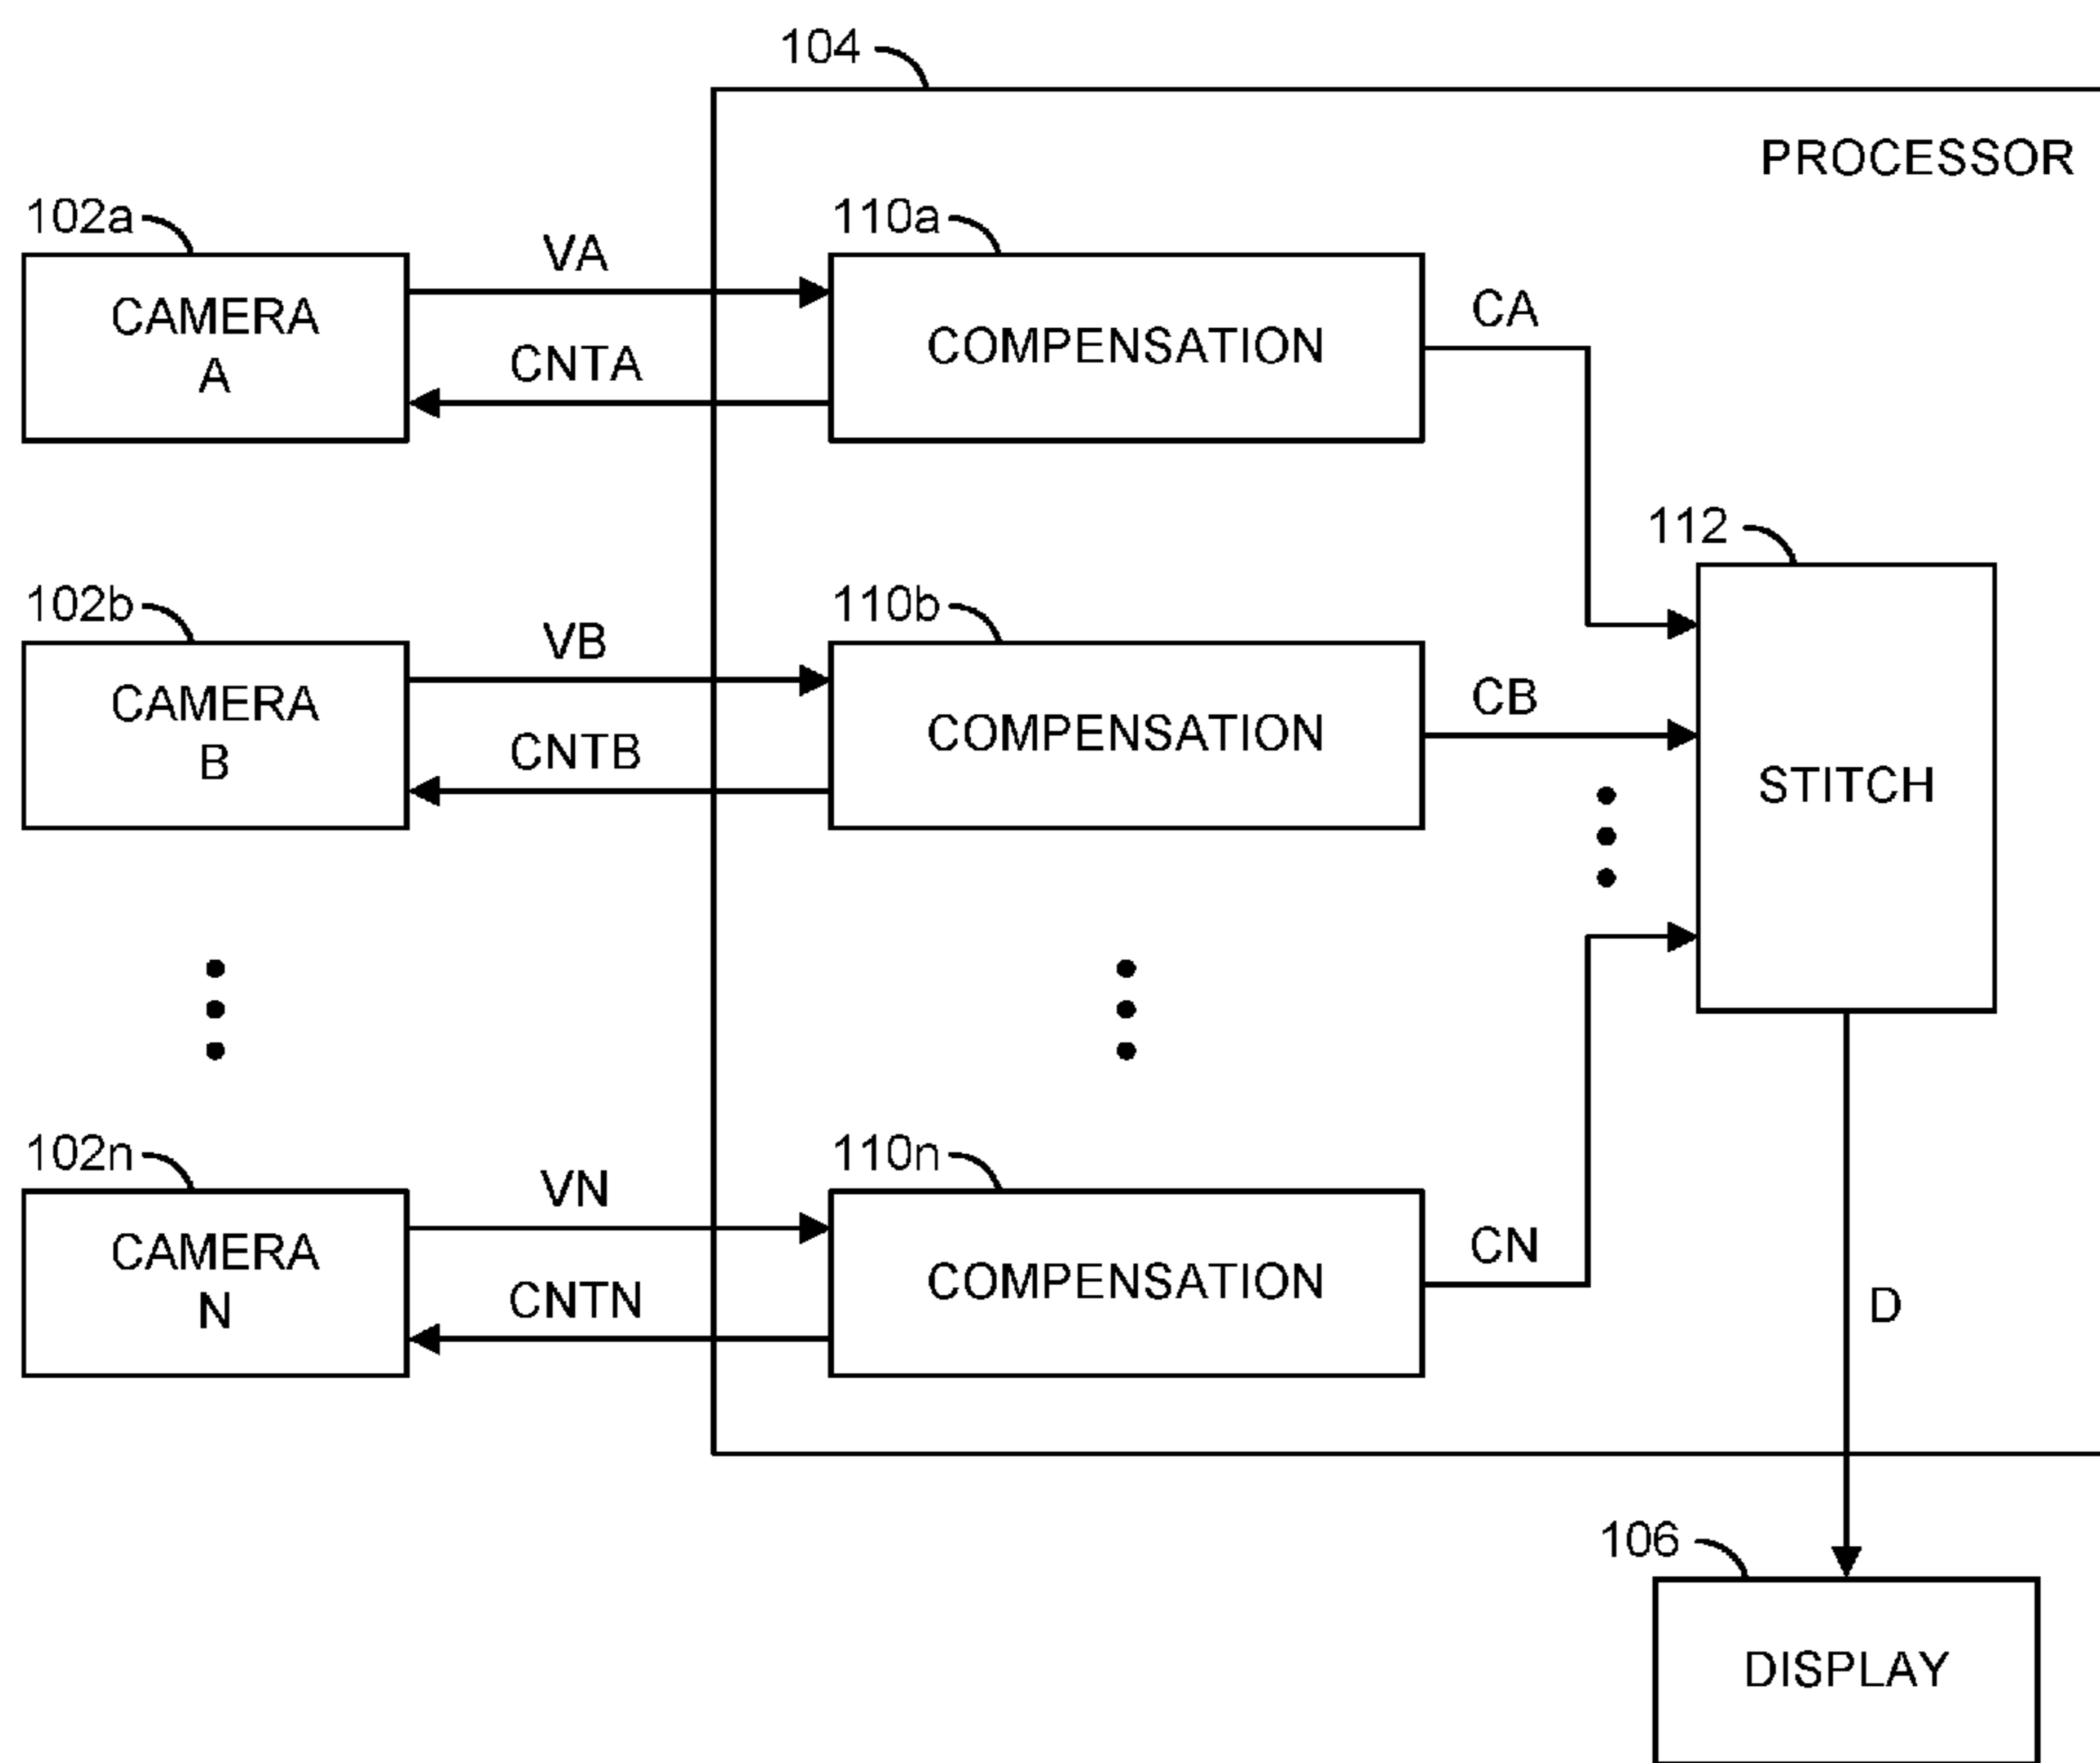 104
PROCESSOR
102a
VA
110a
CAMERA
A
CNTA
COMPENSATION
CA
112
102b
VB
110b
CAMERA
B
CNTB
COMPENSATION
CB
STITCH
102n
VN
110n
CAMERA
N
CNTN
COMPENSATION
CN
D
106
DISPLAY